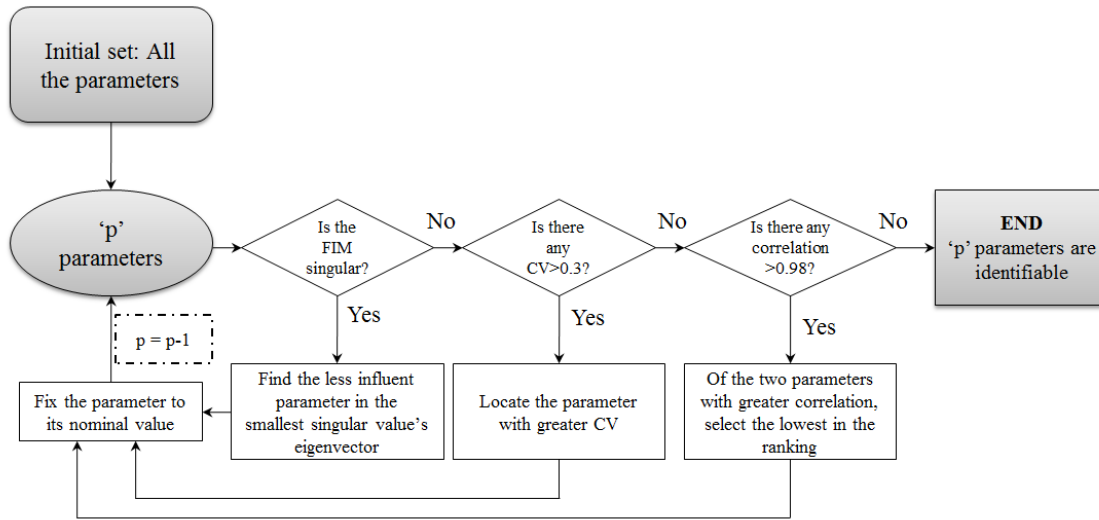 Initial set: All
the parameters
‘p’
parameters
Is the
FIM
singular?
No
Is there
any
CV>0.3?
No
Is there any
correlation
>0.98?
No
END
‘p’ parameters are
identifiable
Yes
Yes
Yes
p = p-1
Fix the parameter to
its nominal value
Find the less influent
parameter in the
smallest singular value’s
eigenvector
Locate the parameter
with greater CV
Of the two parameters
with greater correlation,
select the lowest in the
ranking